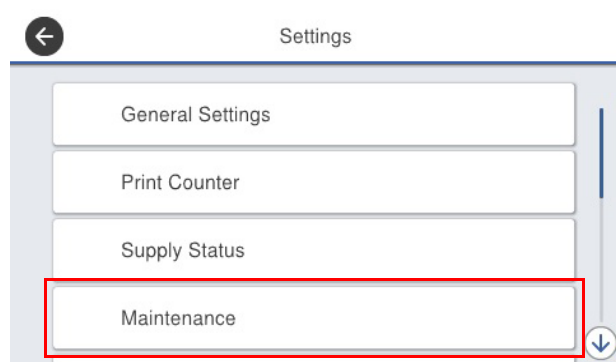 Settings
General Settings
Print Counter
Supply Status
Maintenance